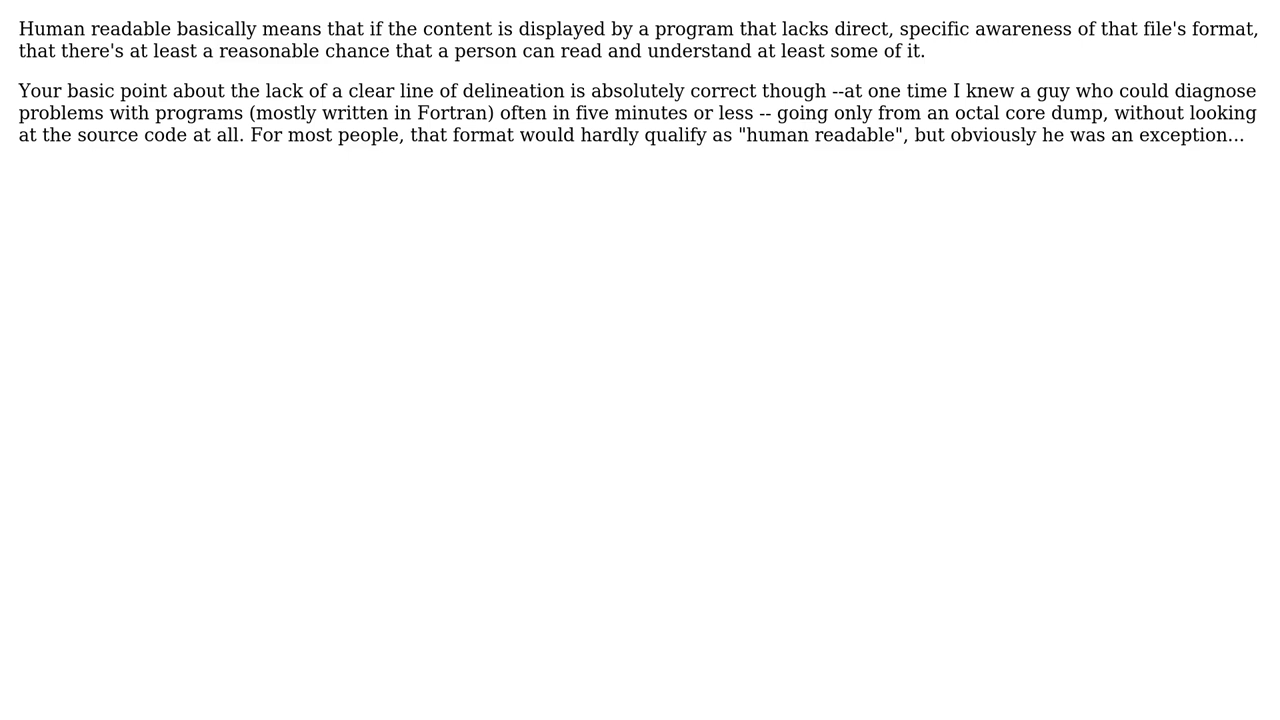 Human readable basically means that if the content is displayed by a program that lacks direct, specific awareness of that file's format,
that there's at least a reasonable chance that a person can read and understand at least some of it.
Your basic point about the lack of a clear line of delineation is absolutely correct though --at one time I knew a guy who could diagnose
problems with programs (mostly written in Fortran) often in five minutes or less -- going only from an octal core dump, without looking
at the source code at all. For most people, that format would hardly qualify as "human readable", but obviously he was an exception...